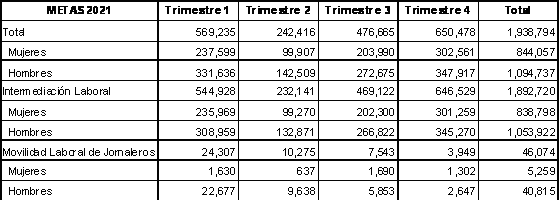 METAS 2021 Trimestre 1 Trimestre 2 Trimestre 3 Trimestre 4 Total
Total 569,235 242,416 476,665 650,478 1,938,794
Mujeres 237,599 99,907 203,990 302,561 844,057
Hombres 331,636 142,509 272,675 347,917 1,094,737
Intermediación Laboral 544,928 232,141 469,122 646,529 1,892,720
Mujeres 235,969 99,270 202,300 301,259 838,798
Hombres 308,959 132,871 266,822 345,270 1,053,922
Movilidad Laboral de Jornaleros 24,307 10,275 7,543 3,949 46,074
Mujeres 1,630 637 1,690 1,302 5,259
Hombres 22,677 9,638 5,853 2,647 40,815